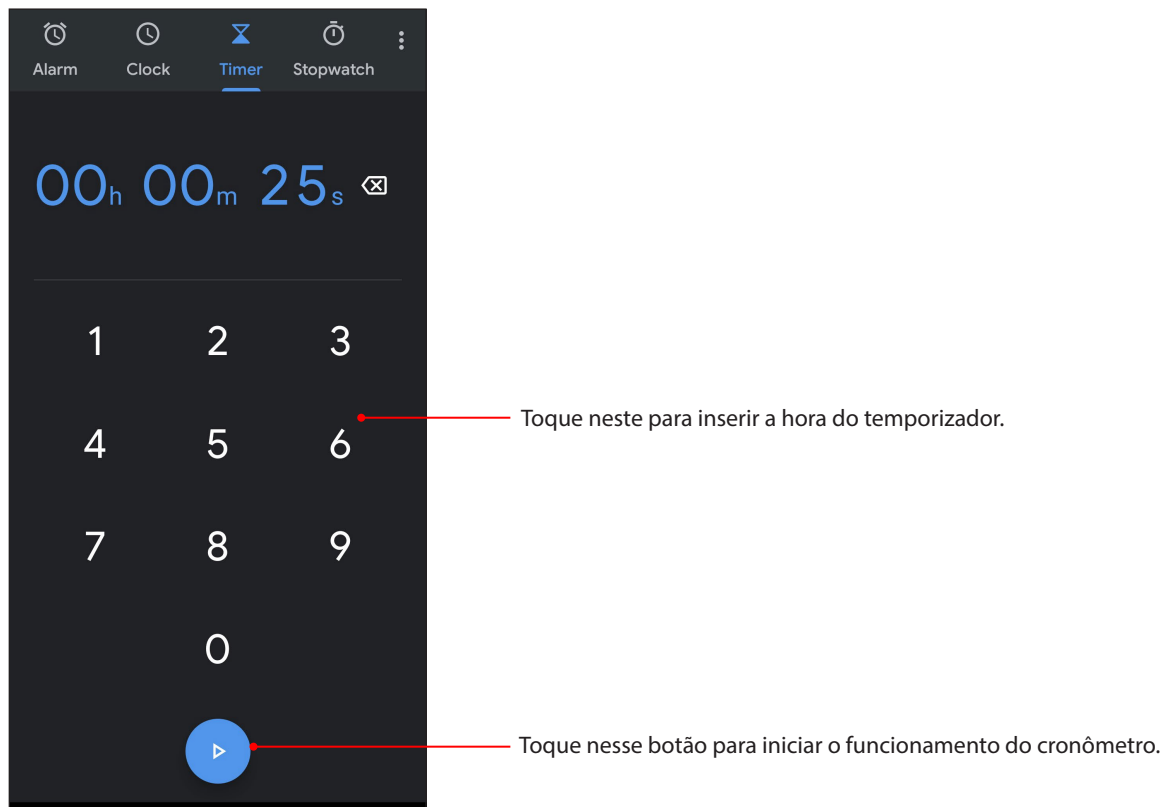 Alarm Clock Timer Stopwatch
00h 00m 25s
1 2 3
Toque neste para inserir a hora do temporizador.
4 5 6
7 8 9
0
Toque nesse botão para iniciar o funcionamento do cronômetro.